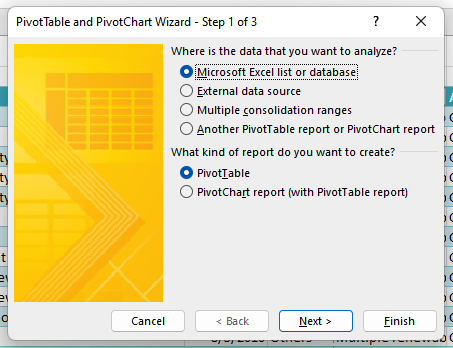 PivotTable and PivotChart Wizard - Step 1 of 3
? ×
Where is the data that you want to analyze?
Microsoft Excel list or database
External data source
Multiple consolidation ranges
Another PivotTable report or PivotChart report
What kind of report do you want to create?
PivotTable
PivotChart report (with PivotTable report)
Cancel
< Back
Next >
Finish
Others